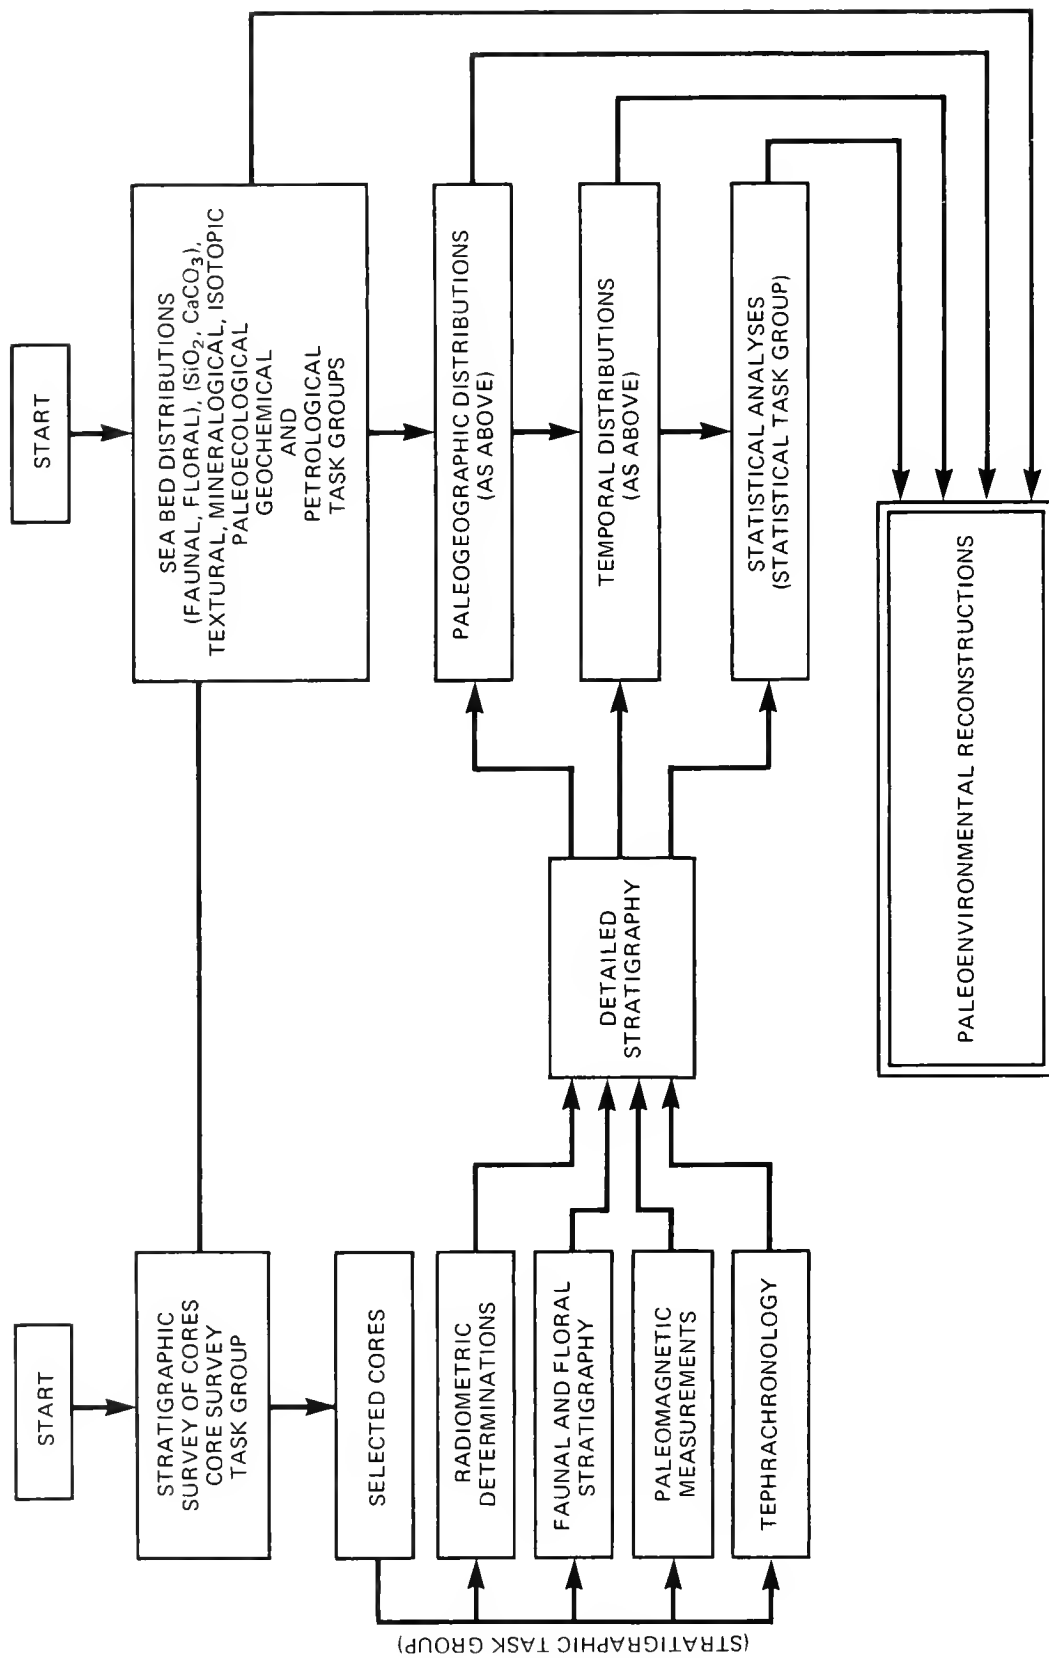 START
STRATIGRAPHIC
SURVEY OF CORES
CORE SURVEY
TASK GROUP
SELECTED CORES
RADIOMETRIC
DETERMINATIONS
FAUNAL AND FLORAL
STRATIGRAPHY
PALEOMAGNETIC
MEASUREMENTS
TEPHRACHRONOLOGY
(STRATIGRAPHIC TASK GROUP)
DETAILED
STRATIGRAPHY
START
SEA BED DISTRIBUTIONS
(FAUNAL, FLORAL), (SiO₂, CaCO₃),
TEXTURAL, MINERALOGICAL, ISOTOPIC
PALEOECOLOGICAL
GEOCHEMICAL
AND
PETROLOGICAL
TASK GROUPS
PALEOGEOGRAPHIC DISTRIBUTIONS
(AS ABOVE)
TEMPORAL DISTRIBUTIONS
(AS ABOVE)
STATISTICAL ANALYSES
(STATISTICAL TASK GROUP)
PALEOENVIRONMENTAL RECONSTRUCTIONS